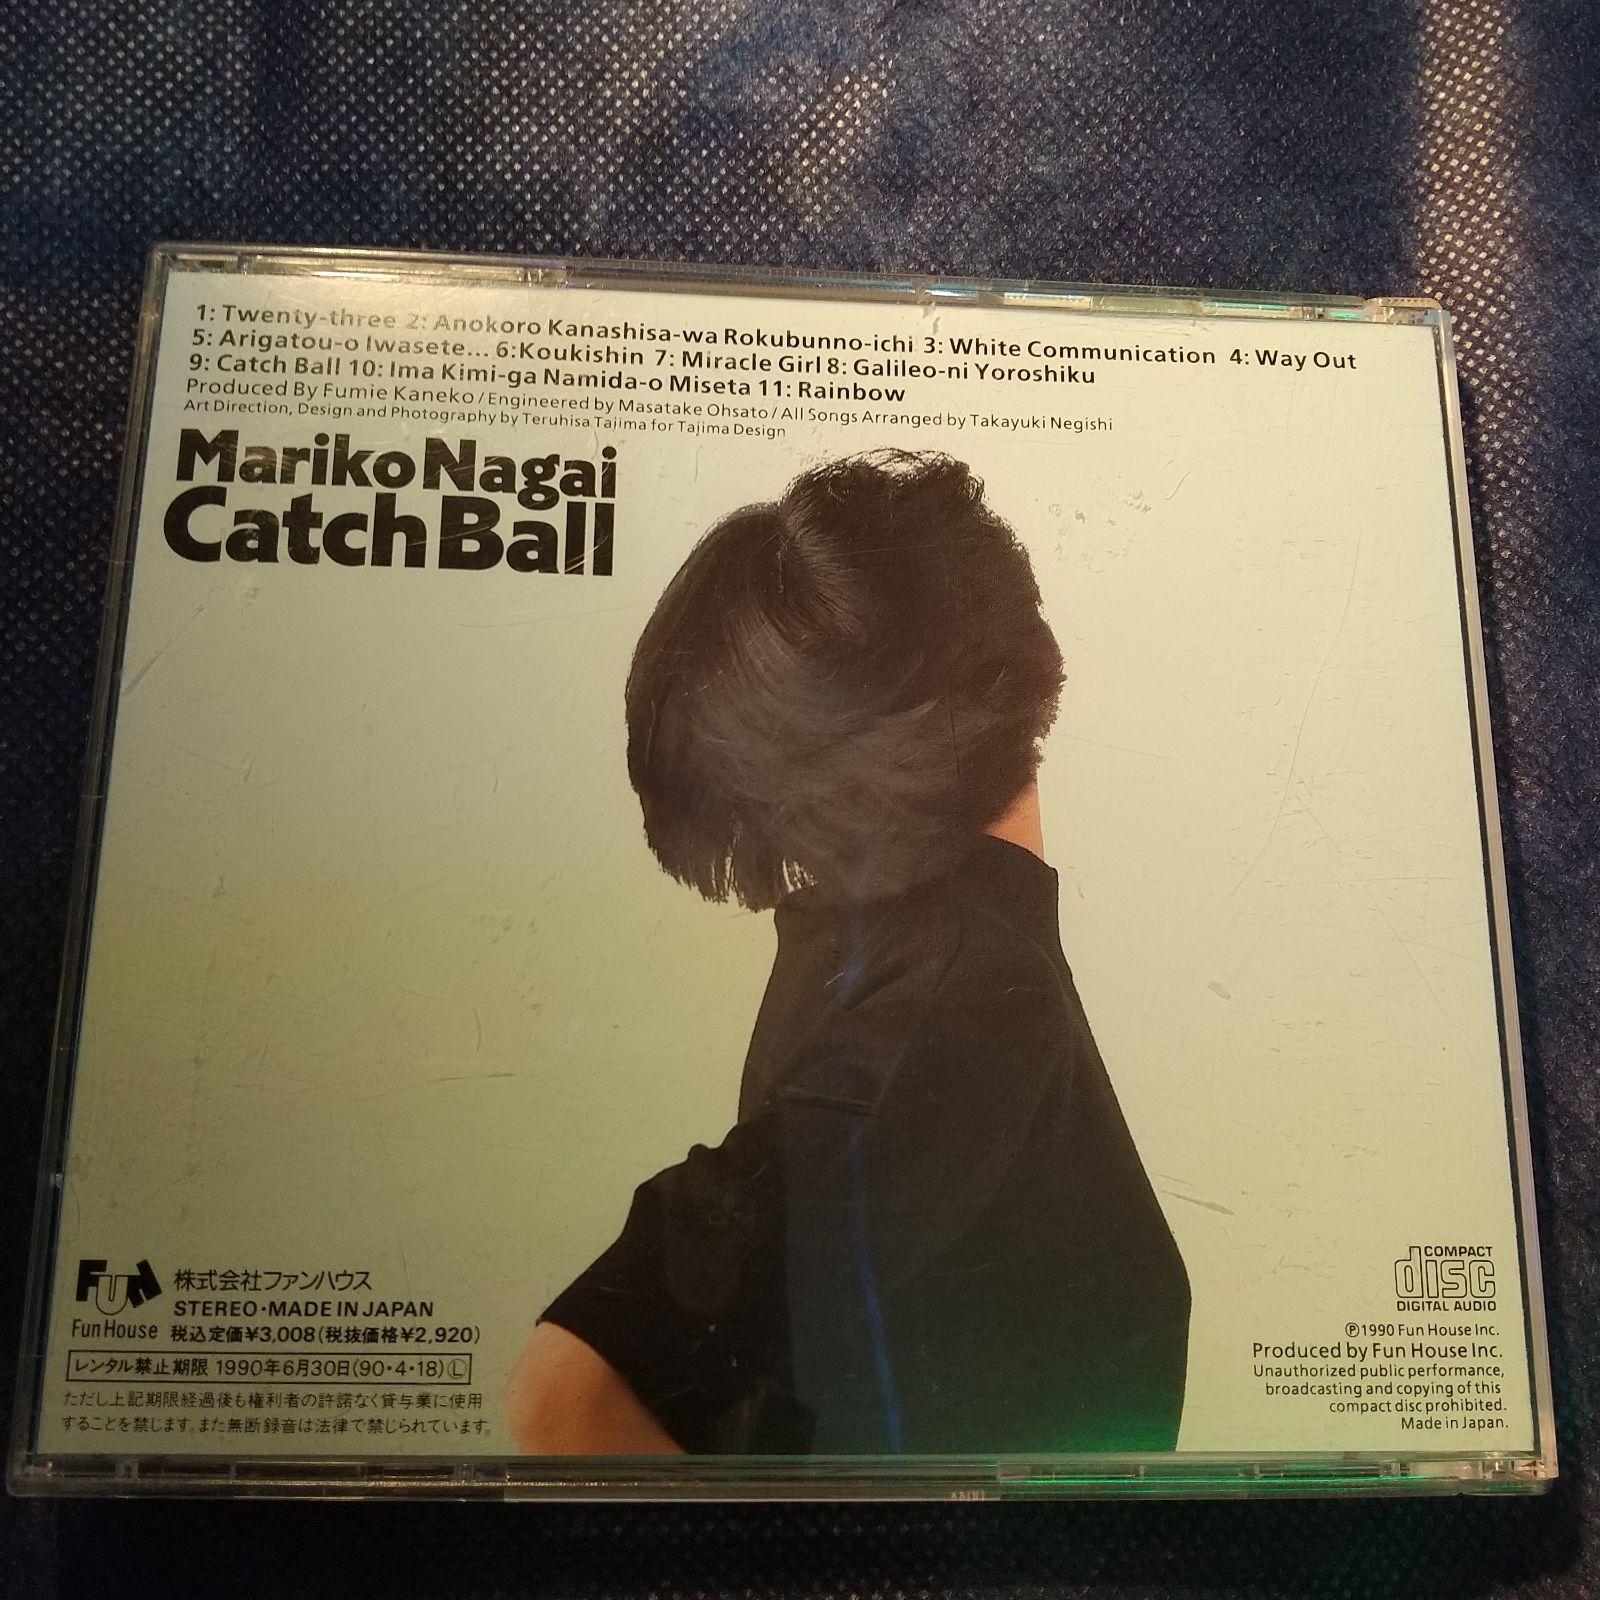 1: Twenty-three 2: Anokoro Kanashisa-wa Rokubunno-ichi 3: White Communication 4: Way Out
5: Arigatou-o Iwasete... 6: Koukishin 7: Miracle Girl 8: Galileo-ni Yoroshiku
9: Catch Ball 10: Ima Kimi-ga Namida-o Miseta 11: Rainbow
Produced By Fumie Kaneko / Engineered by Masatake Ohsato / All Songs Arranged by Takayuki Negishi
Art Direction, Design and Photography by Teruhisa Tajima for Tajima Design
Mariko Nagai
Catch Ball
Fun
Fun House
株式会社ファンハウス
STEREO・MADE IN JAPAN
税込定価¥3,008(税抜価格¥2,920)
レンタル禁止期限 1990年6月30日(90・4・18)Ⓛ
ただし上記期限経過後も権利者の許諾なく貸与業に使用
することを禁じます。また無断録音は法律で禁じられています。
COMPACT
disc
DIGITAL AUDIO
Ⓟ1990 Fun House Inc.
Produced by Fun House Inc.
Unauthorized public performance,
broadcasting and copying of this
compact disc prohibited.
Made in Japan.